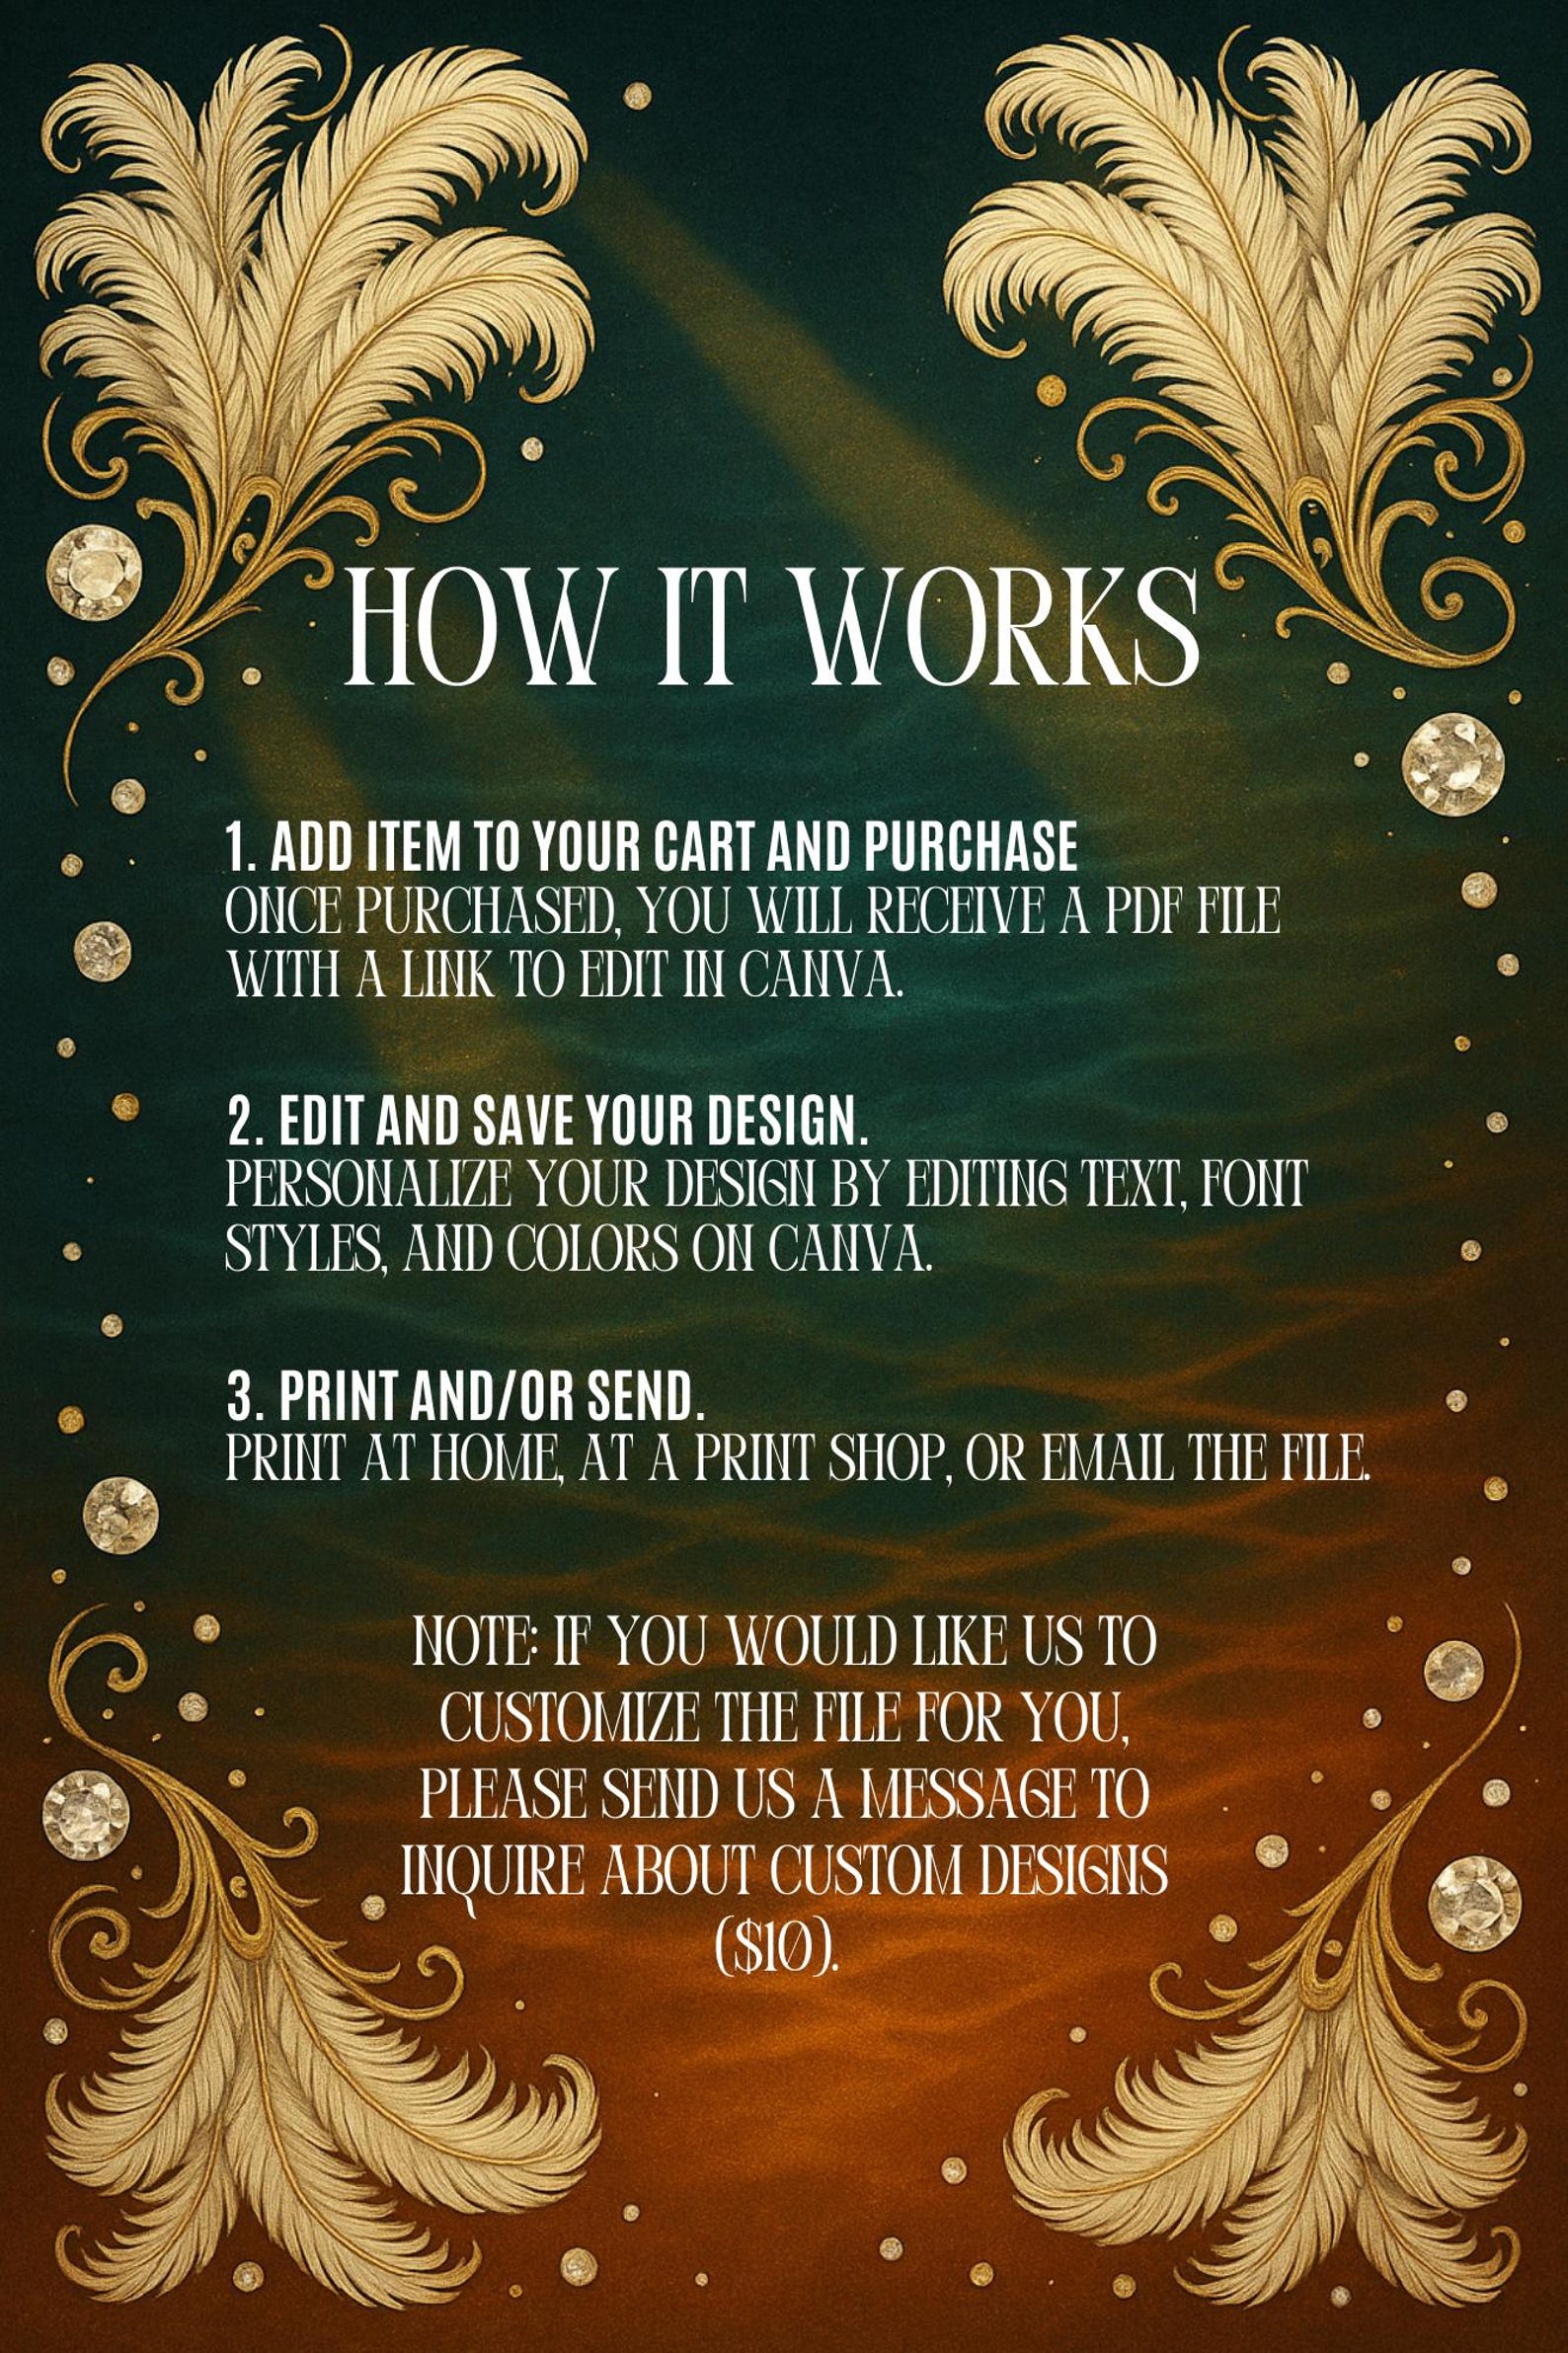 HOW IT WORKS
1. ADD ITEM TO YOUR CART AND PURCHASE
ONCE PURCHASED, YOU WILL RECEIVE A PDF FILE
WITH A LINK TO EDIT IN CANVA.
2. EDIT AND SAVE YOUR DESIGN.
PERSONALIZE YOUR DESIGN BY EDITING TEXT, FONT
STYLES, AND COLORS ON CANVA.
3. PRINT AND/OR SEND.
PRINT AT HOME, AT A PRINT SHOP, OR EMAIL THE FILE.
NOTE: IF YOU WOULD LIKE US TO
CUSTOMIZE THE FILE FOR YOU,
PLEASE SEND US A MESSAGE TO
INQUIRE ABOUT CUSTOM DESIGNS
($10).